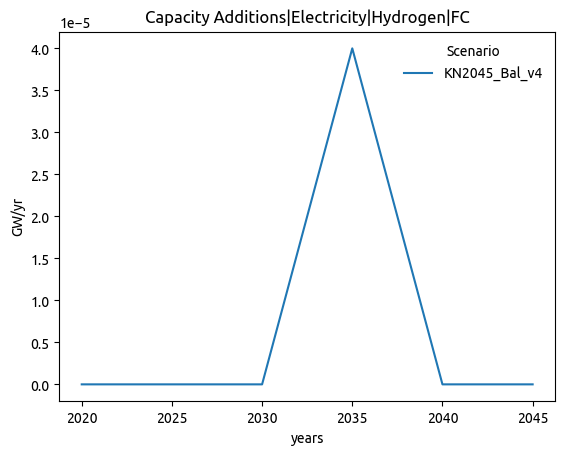 Capacity Additions|Electricity|Hydrogen|FC
1e−5
Scenario
KN2045_Bal_v4
4.0
3.5
3.0
2.5
2.0
1.5
1.0
0.5
0.0
GW/yr
2020 2025 2030 2035 2040 2045
years